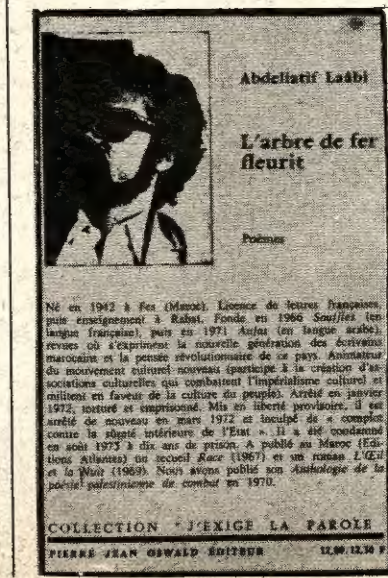 Abdellatif Laâbi
L'arbre de fer
fleurit
Poèmes
Né en 1942 à Fes (Maroc). Licence de lettres françaises,
puis enseignement à Rabat. Fonde en 1966 Souffles (en
langue française), puis en 1971 Anfas (en langue arabe),
revues où s'expriment la nouvelle génération des écrivains
marocains et la pensée révolutionnaire de ce pays. Animateur
du mouvement culturel nouveau (participe à la création d'as-
sociations culturelles qui combattent l'impérialisme culturel et
militent en faveur de la culture du peuple). Arrêté en janvier
1972, torturé et emprisonné. Mis en liberté provisoire, il est
arrêté de nouveau en mars 1972 et inculpé de « complot
contre la sûreté intérieure de l'Etat ». Il a été condamné
en août 1973 à dix ans de prison. A publié au Maroc (Edi-
tions Atlantes) un recueil Race (1967) et un roman L'Œil
et la Nuit (1969). Nous avons publié son Anthologie de la
poésie palestinienne de combat en 1970.
COLLECTION "J'EXIGE LA PAROLE
PIERRE JEAN OSWALD ÉDITEUR